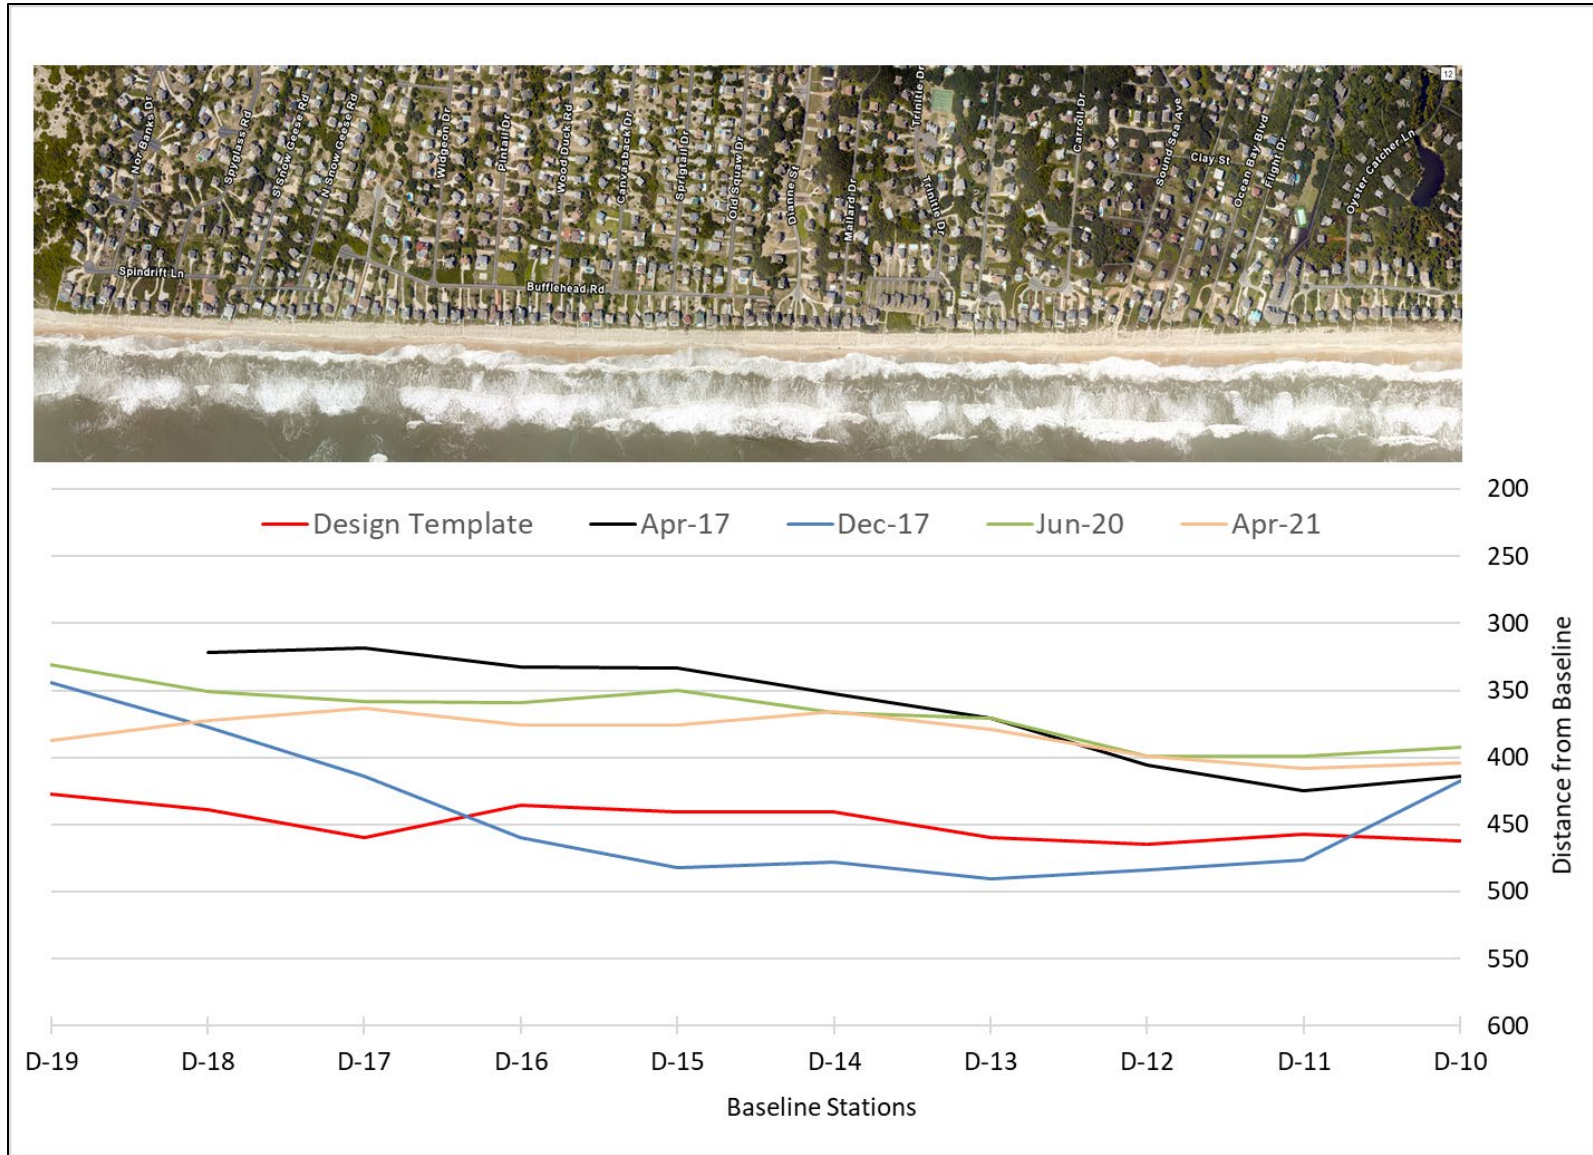 12
Nor Banks Dr
Spyglass Rd
S Snow Geese Rd
N Snow Geese Rd
Widgeon Dr
Pintail Dr
Wood Duck Rd
Canvasback Dr
Sprigtail Dr
Old Squaw Dr
Dianne St
Mallard Dr
Trinitie Dr
Trinitie Dr
Carroll Dr
Sound Sea Ave
Clay St
Ocean Bay Blvd
Flight Dr
Oyster Catcher Ln
Spindrift Ln
Bufflehead Rd
Design Template Apr-17 Dec-17 Jun-20 Apr-21
200
250
300
350
400
450
500
550
600
Distance from Baseline
D-19 D-18 D-17 D-16 D-15 D-14 D-13 D-12 D-11 D-10
Baseline Stations